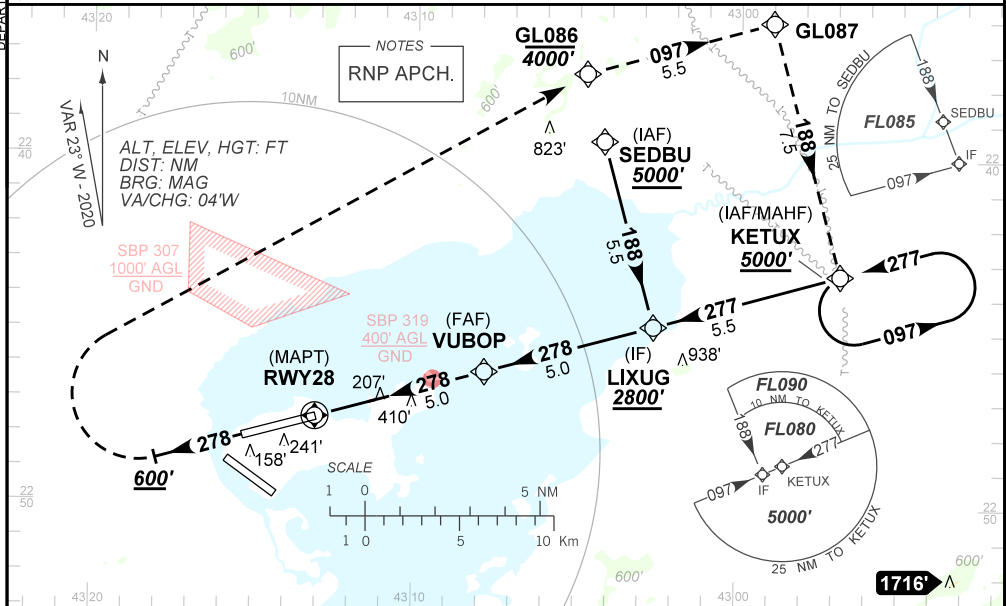 DEPART
43 20
43 10
43 00
NOTES
RNP APCH.
N
VAR 23° W - 2020
ALT, ELEV, HGT: FT
DIST: NM
BRG: MAG
VA/CHG: 04'W
600'
10NM
600'
GL086
4000'
097
5.5
GL087
823'
(IAF)
SEDBU
5000'
188
5.5
188
7.5
25 NM TO SEDBU
188
FL085
SEDBU
IF
097
22
40
22
40
(IAF/MAHF)
KETUX
5000'
277
097
SBP 307
1000' AGL
GND
SBP 319
400' AGL
GND
(FAF)
VUBOP
278
5.0
277
5.5
(IF)
LIXUG
2800'
938'
(MAPT)
RWY28
207'
278
5.0
410'
278
241'
158'
600'
SCALE
1 0 5 NM
1 0 5 10 Km
FL090
10 NM TO KETUX
188
FL080
277
097
IF
KETUX
5000'
25 NM TO KETUX
22
50
22
50
600'
600'
1716'
43 20
43 10
43 00